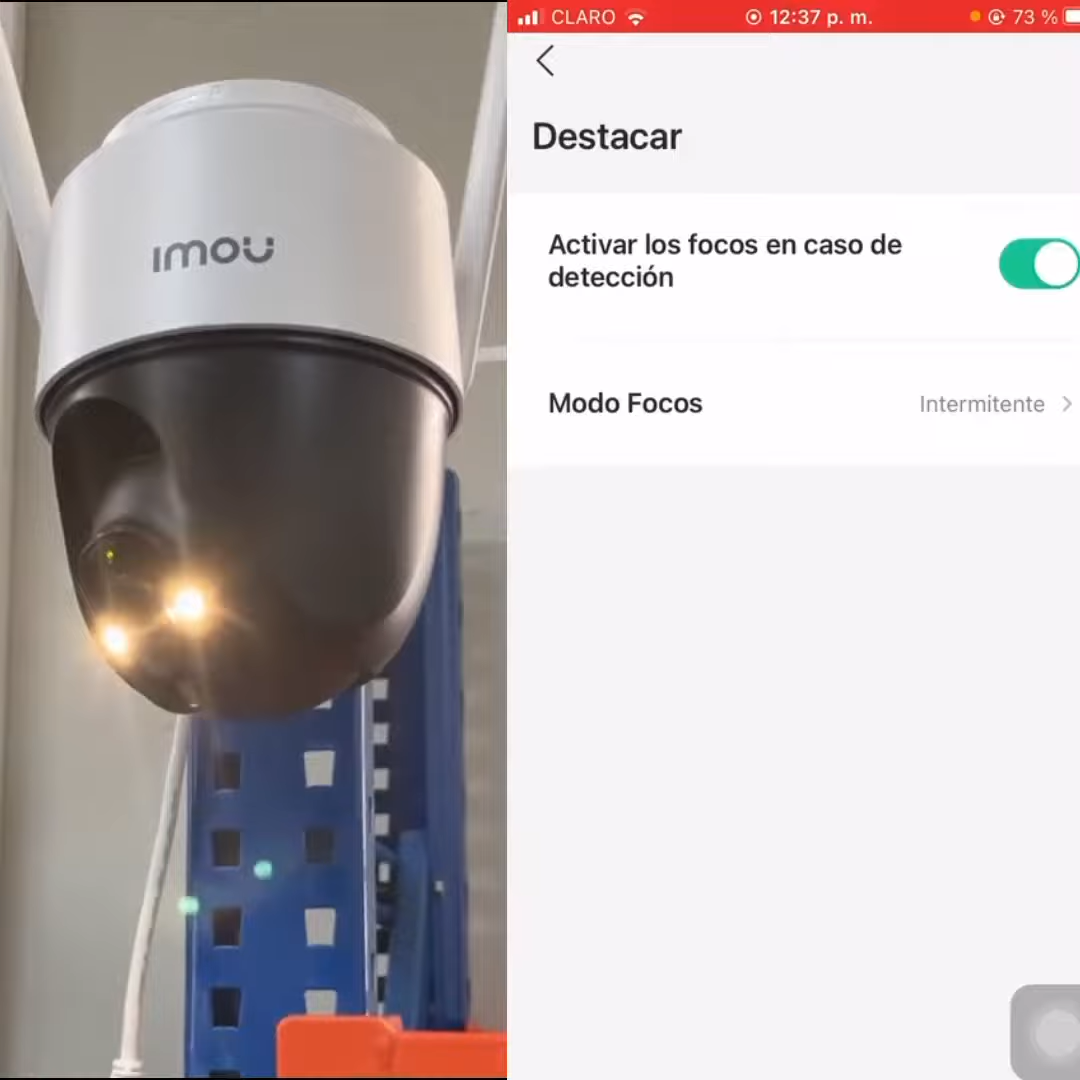 imou
CLARO 12:37 p. m. 73 %
Destacar
Activar los focos en caso de
detección
Modo Focos Intermitente